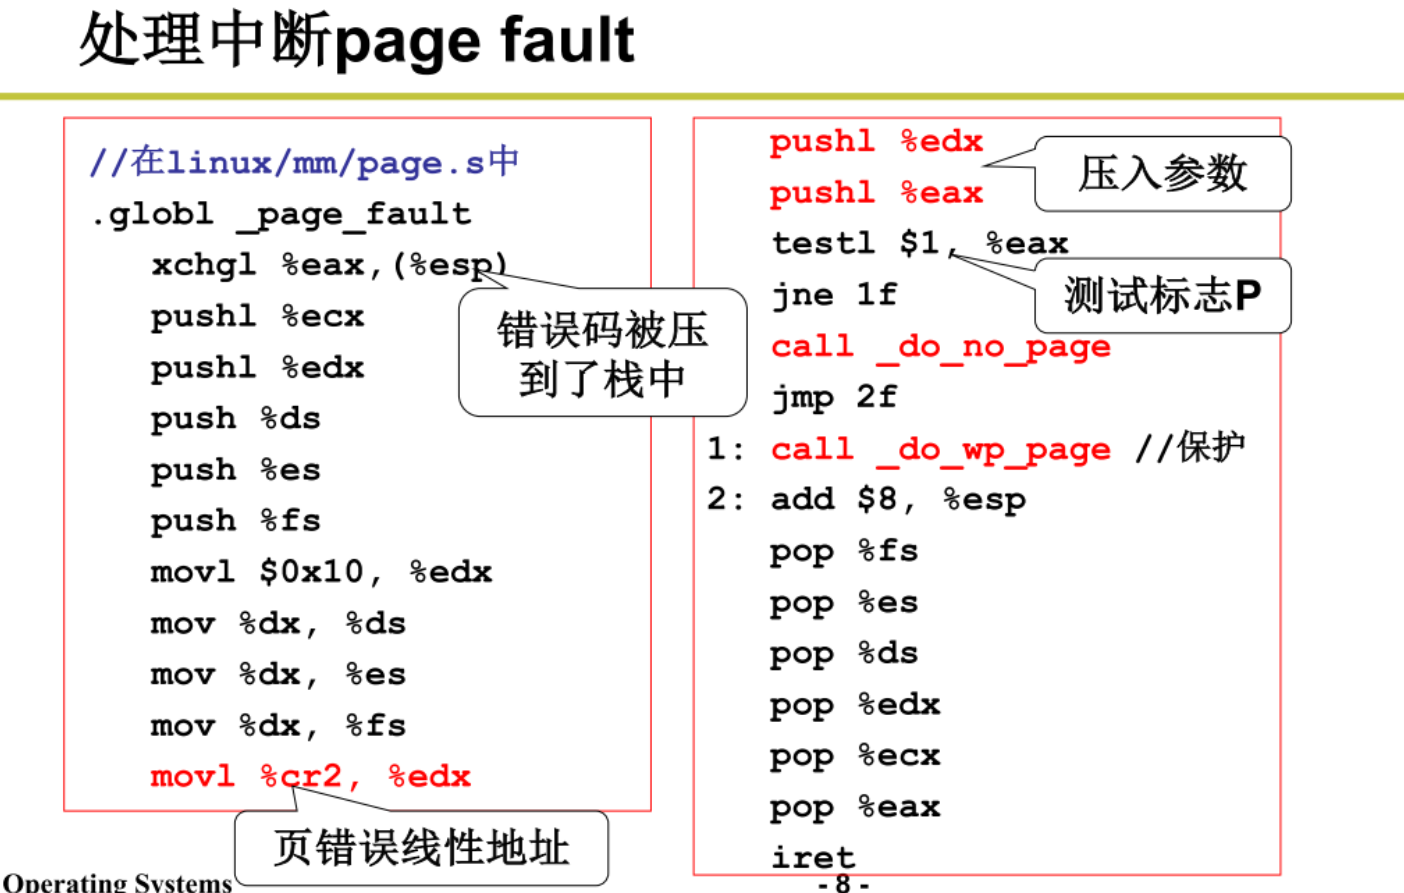 处理中断page fault
//在linux/mm/page.s中
.globl _page_fault
xchgl %eax,(%esp)
错误码被压
到了栈中
pushl %ecx
pushl %edx
push %ds
push %es
push %fs
movl $0x10, %edx
mov %dx, %ds
mov %dx, %es
mov %dx, %fs
movl %cr2, %edx
页错误线性地址
pushl %edx
压入参数
pushl %eax
testl $1, %eax
测试标志P
jne 1f
call _do_no_page
jmp 2f
1: call _do_wp_page //保护
2: add $8, %esp
pop %fs
pop %es
pop %ds
pop %edx
pop %ecx
pop %eax
iret
Operating Systems
- 8 -